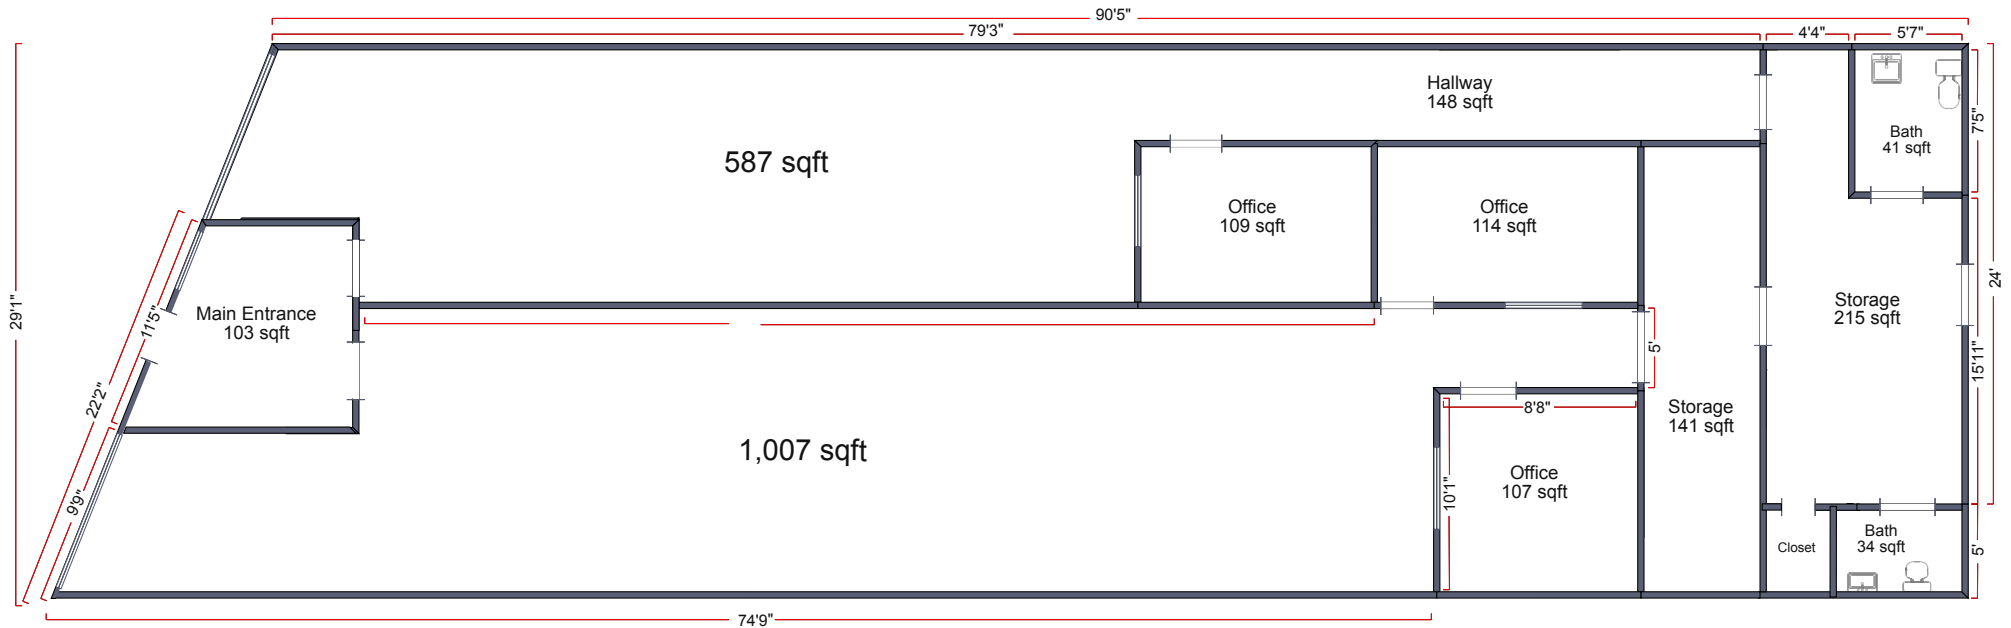 90'5"
79'3"
4'4"
5'7"
Hallway
148 sqft
7'5"
Bath
41 sqft
587 sqft
Office
109 sqft
Office
114 sqft
24'
29'1"
Main Entrance
103 sqft
11'5"
Storage
215 sqft
5'
15'11"
22'2"
8'8"
Storage
141 sqft
1,007 sqft
Office
107 sqft
10'1"
9'9"
Closet
Bath
34 sqft
5'
74'9"